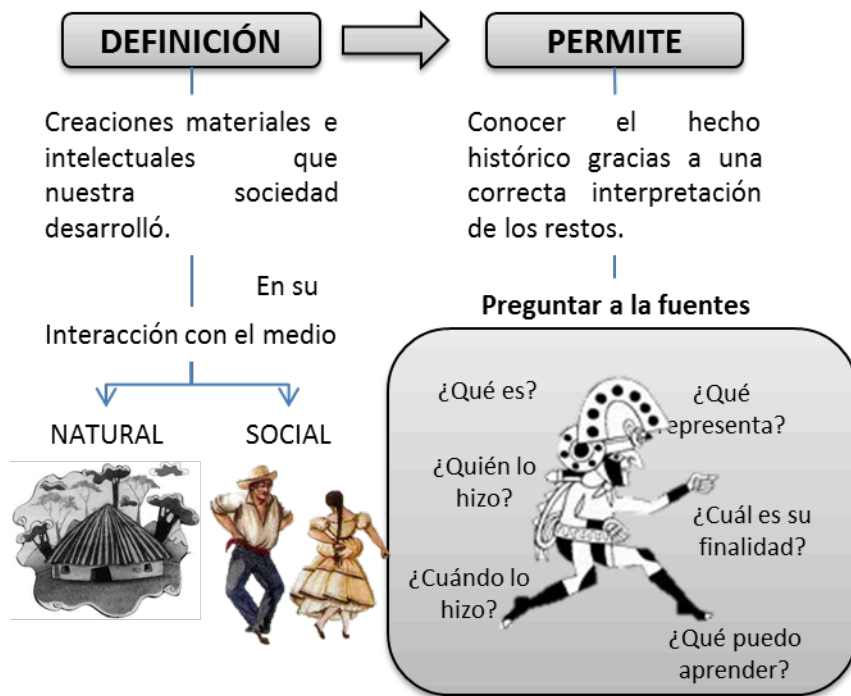 DEFINICIÓN
Creaciones materiales e
intelectuales que
nuestra sociedad
desarrolló.
En su
Interacción con el medio
NATURAL
SOCIAL
PERMITE
Conocer el hecho
histórico gracias a una
correcta interpretación
de los restos.
Preguntar a la fuentes
¿Qué es?
¿Qué
representa?
¿Quién lo
hizo?
¿Cuál es su
finalidad?
¿Cuándo lo
hizo?
¿Qué puedo
aprender?